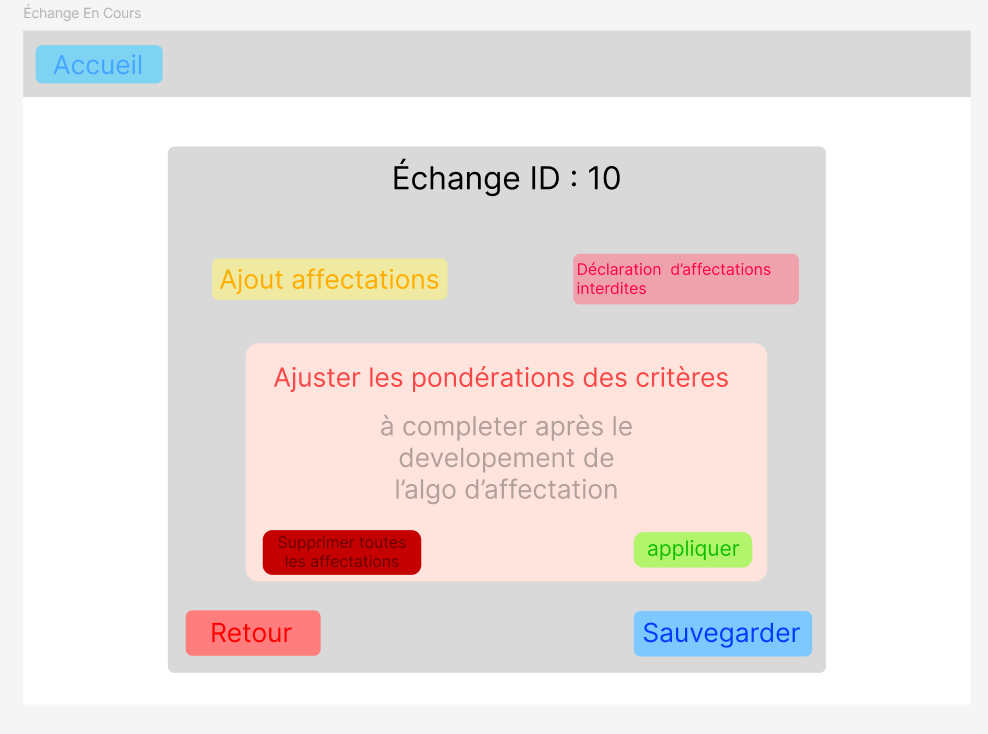 Échange En Cours
Accueil
Échange ID : 10
Ajout affectations
Déclaration  d’affectations
interdites
Ajuster les pondérations des critères
à completer après le
developement de
l’algo d’affectation
Supprimer toutes
les affectations
appliquer
Retour
Sauvegarder